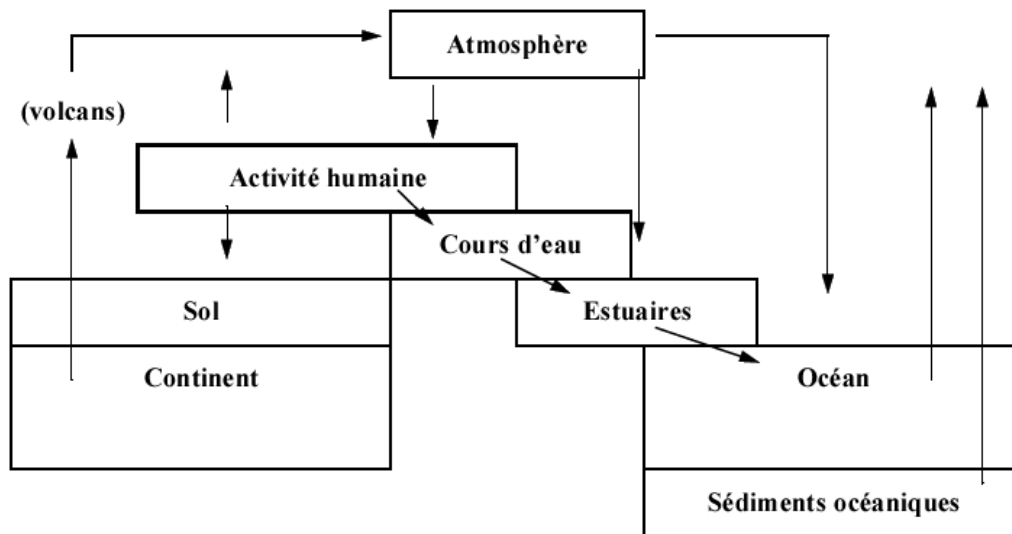 Atmosphère
(volcans)
Activité humaine
Cours d'eau
Sol
Estuaires
Continent
Océan
Sédiments océaniques